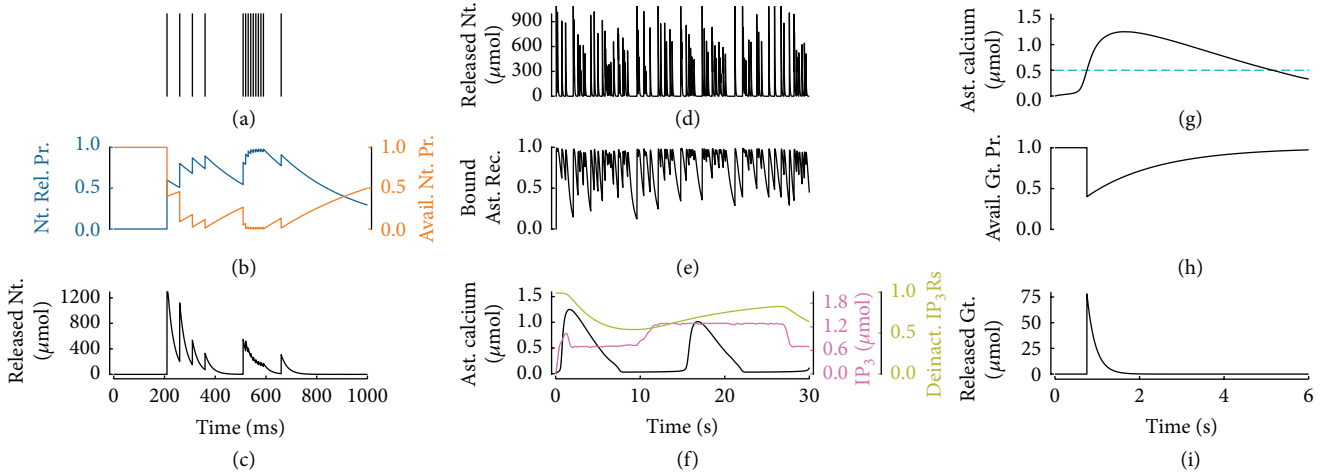 (a)
Nt. Rel. Pr.
1.0
0.5
0.0
1.0
0.5
0.0
Avail. Nt. Pr.
(b)
Released Nt.
(μmol)
1200
800
400
0
0 200 400 600 800 1000
Time (ms)
(c)
Released Nt.
(μmol)
900
600
300
0
(d)
Bound
Ast. Rec.
1.0
0.5
0.0
(e)
Ast. calcium
(μmol)
1.5
1.0
0.5
0.0
1.8
1.2
0.6
0.0
IP3 (μmol)
1.0
0.5
0.0
Deinact. IP3Rs
0 10 20 30
Time (s)
(f)
Ast. calcium
(μmol)
1.5
1.0
0.5
0.0
(g)
Avail. Gt. Pr.
1.0
0.5
0.0
(h)
Released Gt.
(μmol)
75
50
25
0
0 2 4 6
Time (s)
(i)